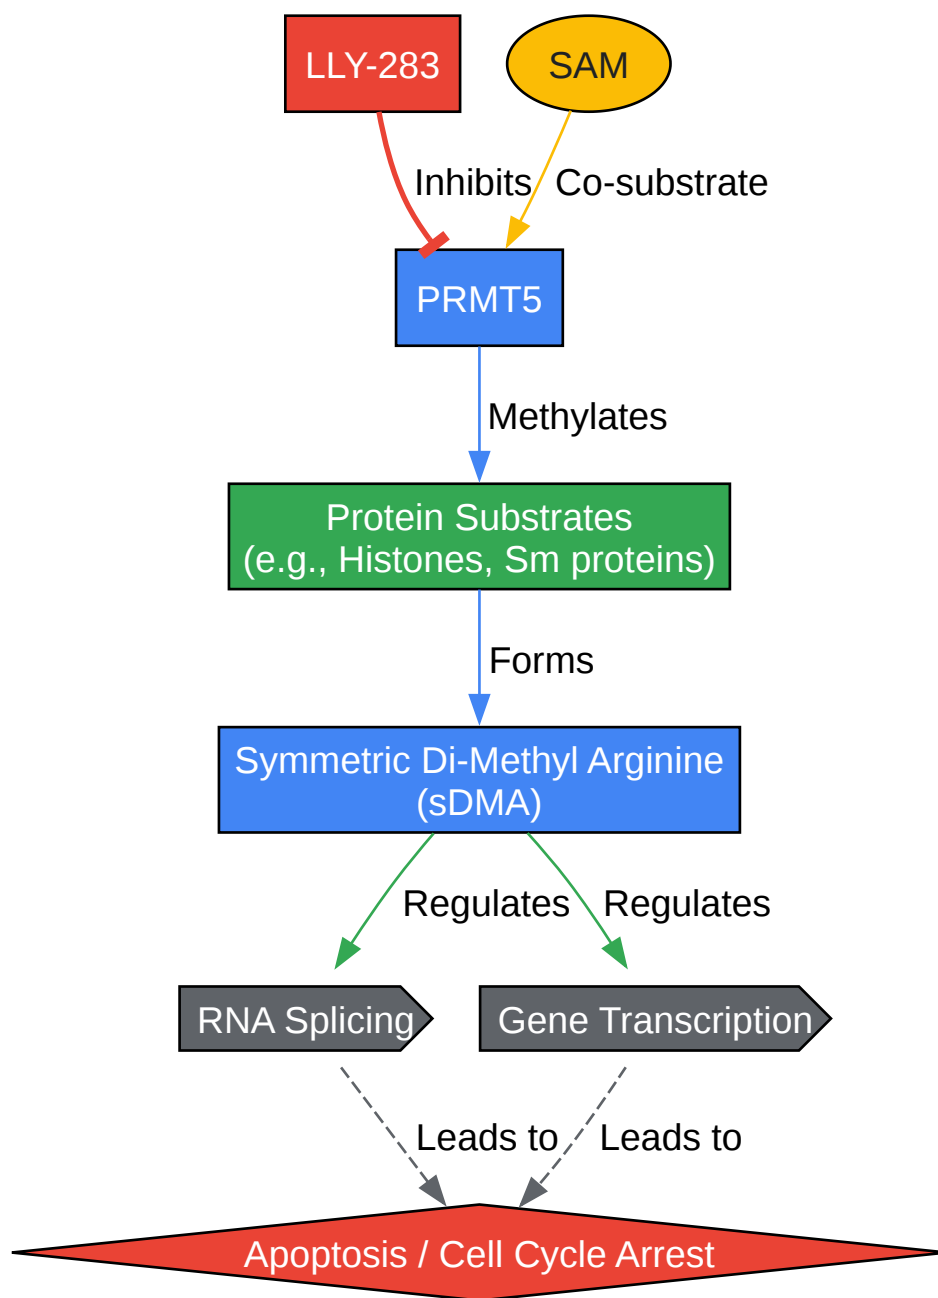 LLY-283
SAM
Inhibits
Co-substrate
PRMT5
Methylates
Protein Substrates
(e.g., Histones, Sm proteins)
Forms
Symmetric Di-Methyl Arginine
(sDMA)
Regulates
Regulates
RNA Splicing
Gene Transcription
Leads to
Leads to
Apoptosis / Cell Cycle Arrest